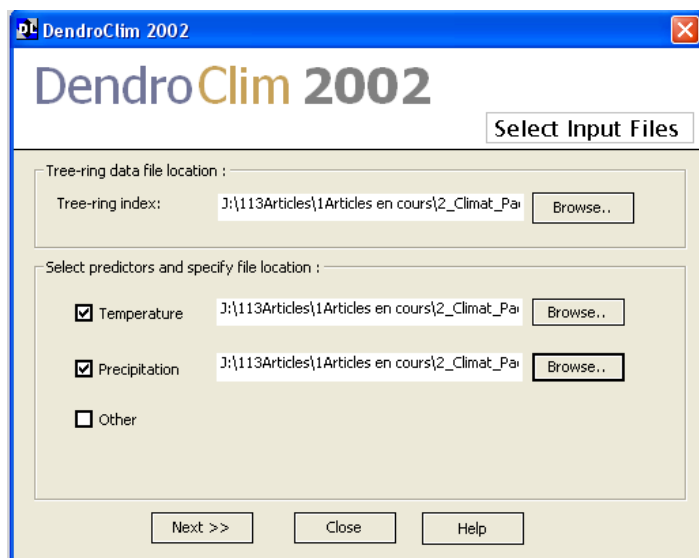 DendroClim 2002
DendroClim 2002
Select Input Files
Tree-ring data file location :
Tree-ring index: J:\113Articles\1Articles en cours\2_Climat_Pa Browse..
Select predictors and specify file location :
Temperature J:\113Articles\1Articles en cours\2_Climat_Pa Browse..
Precipitation J:\113Articles\1Articles en cours\2_Climat_Pa Browse..
Other
Next >> Close Help